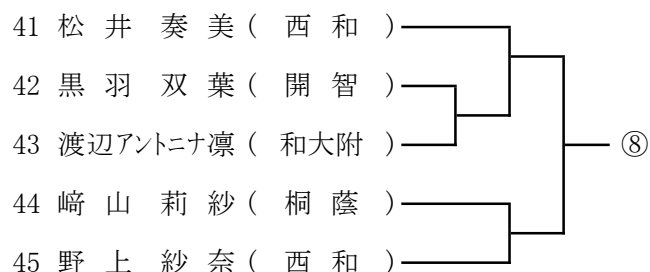 41 松 井 奏 美 ( 西 和 )
42 黒 羽 双 葉 ( 開 智 )
43 渡辺アントニナ凛 ( 和大附 )
⑧
44 﨑 山 莉 紗 ( 桐 蔭 )
45 野 上 紗 奈 ( 西 和 )